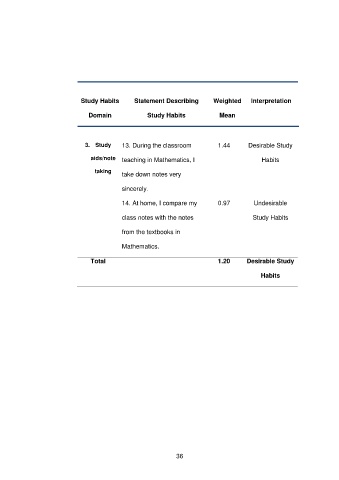 Study Habits Statement Describing Weighted Interpretation
Domain Study Habits Mean
3. Study 13. During the classroom 1.44 Desirable Study
aids/note teaching in Mathematics, I Habits
taking take down notes very
sincerely.
14. At home, I compare my 0.97 Undesirable
class notes with the notes Study Habits
from the textbooks in
Mathematics.
Total 1.20 Desirable Study
Habits
36